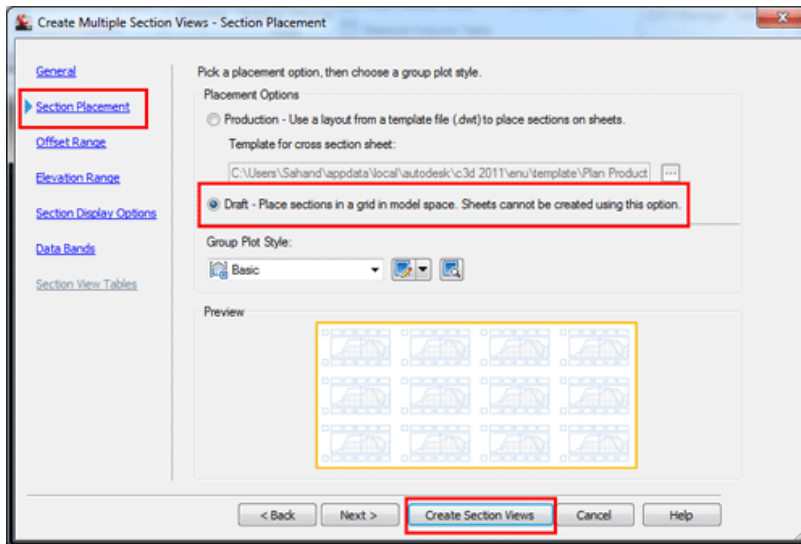 Create Multiple Section Views - Section Placement
General
Section Placement
Offset Range
Elevation Range
Section Display Options
Data Bands
Section View Tables
Pick a placement option, then choose a group plot style.
Placement Options
Production - Use a layout from a template file (.dwt) to place sections on sheets.
Template for cross section sheet:
C:\Users\Sahand\appdata\local\autodesk\c3d 2011\enu\template\Plan Product
...
Draft - Place sections in a grid in model space. Sheets cannot be created using this option.
Group Plot Style:
Basic
Preview
< Back
Next >
Create Section Views
Cancel
Help